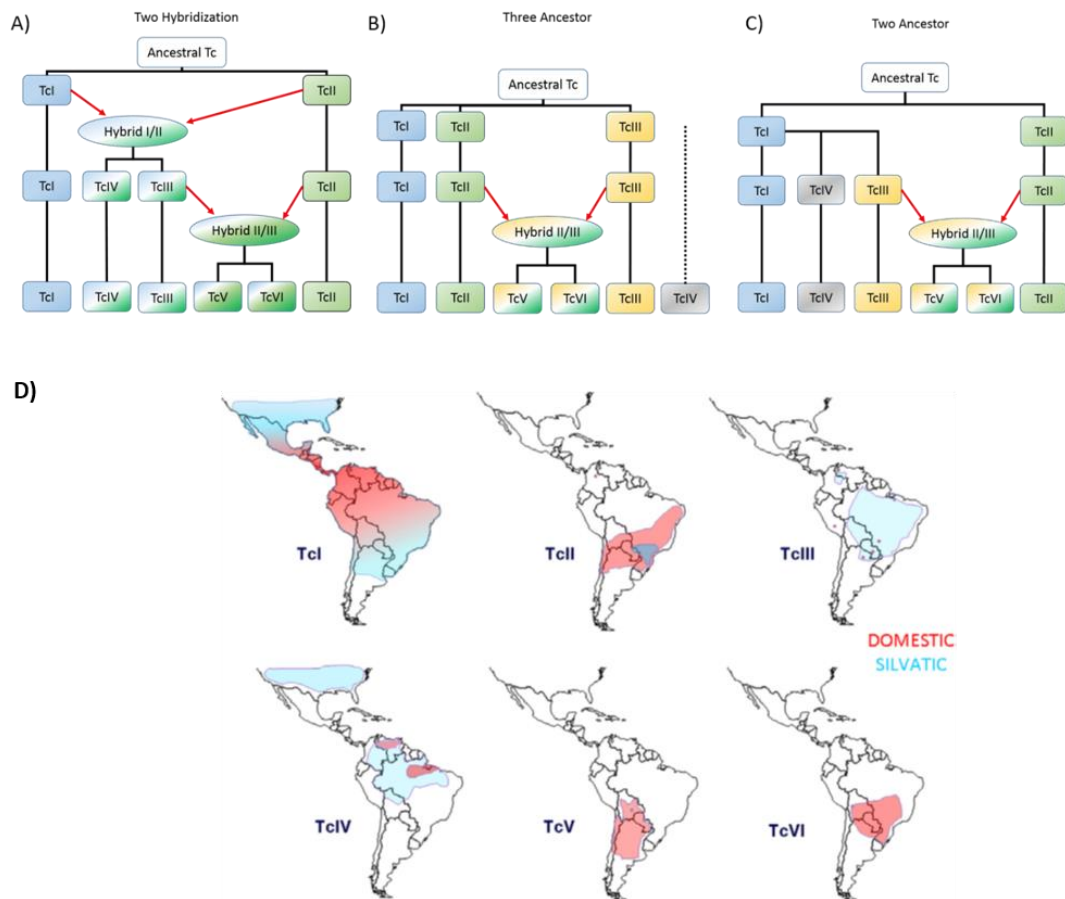 A)
Two Hybridization
Ancestral Tc
TcI
TcII
Hybrid I/II
TcI
TcIV
TcIII
TcII
Hybrid II/III
TcI
TcIV
TcIII
TcV
TcVI
TcII
B)
Three Ancestor
Ancestral Tc
TcI
TcII
TcIII
TcI
TcII
TcIII
Hybrid II/III
TcI
TcII
TcV
TcVI
TcIII
TcIV
C)
Two Ancestor
Ancestral Tc
TcI
TcII
TcI
TcIV
TcIII
TcII
Hybrid II/III
TcI
TcIV
TcIII
TcV
TcVI
TcII
D)
TcI
TcII
TcIII
DOMESTIC
SILVATIC
TcIV
TcV
TcVI